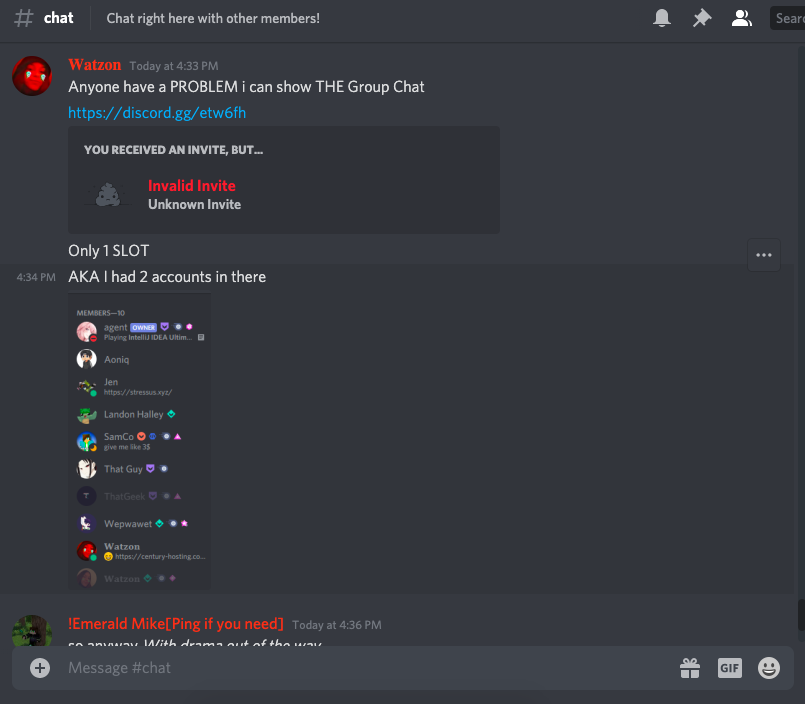 # chat Chat right here with other members! Sear
Watzon Today at 4:33 PM
Anyone have a PROBLEM i can show THE Group Chat
https://discord.gg/etw6fh
YOU RECEIVED AN INVITE, BUT...
Invalid Invite
Unknown Invite
Only 1 SLOT
4:34 PM AKA I had 2 accounts in there
MEMBERS—10
agent OWNER
Playing IntelliJ IDEA Ultim...
Aoniq
Jen
https://stressus.xyz/
Landon Halley
SamCo
give me like 3$
That Guy
T ThatGeek
Wepwawet
Watzon
https://century-hosting.co...
Watzon
!Emerald Mike[Ping if you need] Today at 4:36 PM
so anyway. With drama out of the way
Message #chat GIF